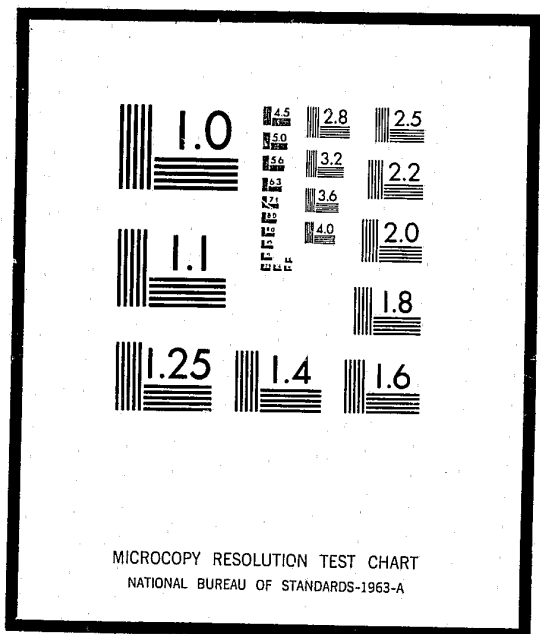 1.0
4.5 2.8 2.5
5.0
5.6 3.2 2.2
6.3
7.1 3.6
8.0
4.0 2.0
1.1
1.8
1.25 1.4 1.6
MICROCOPY RESOLUTION TEST CHART
NATIONAL BUREAU OF STANDARDS-1963-A